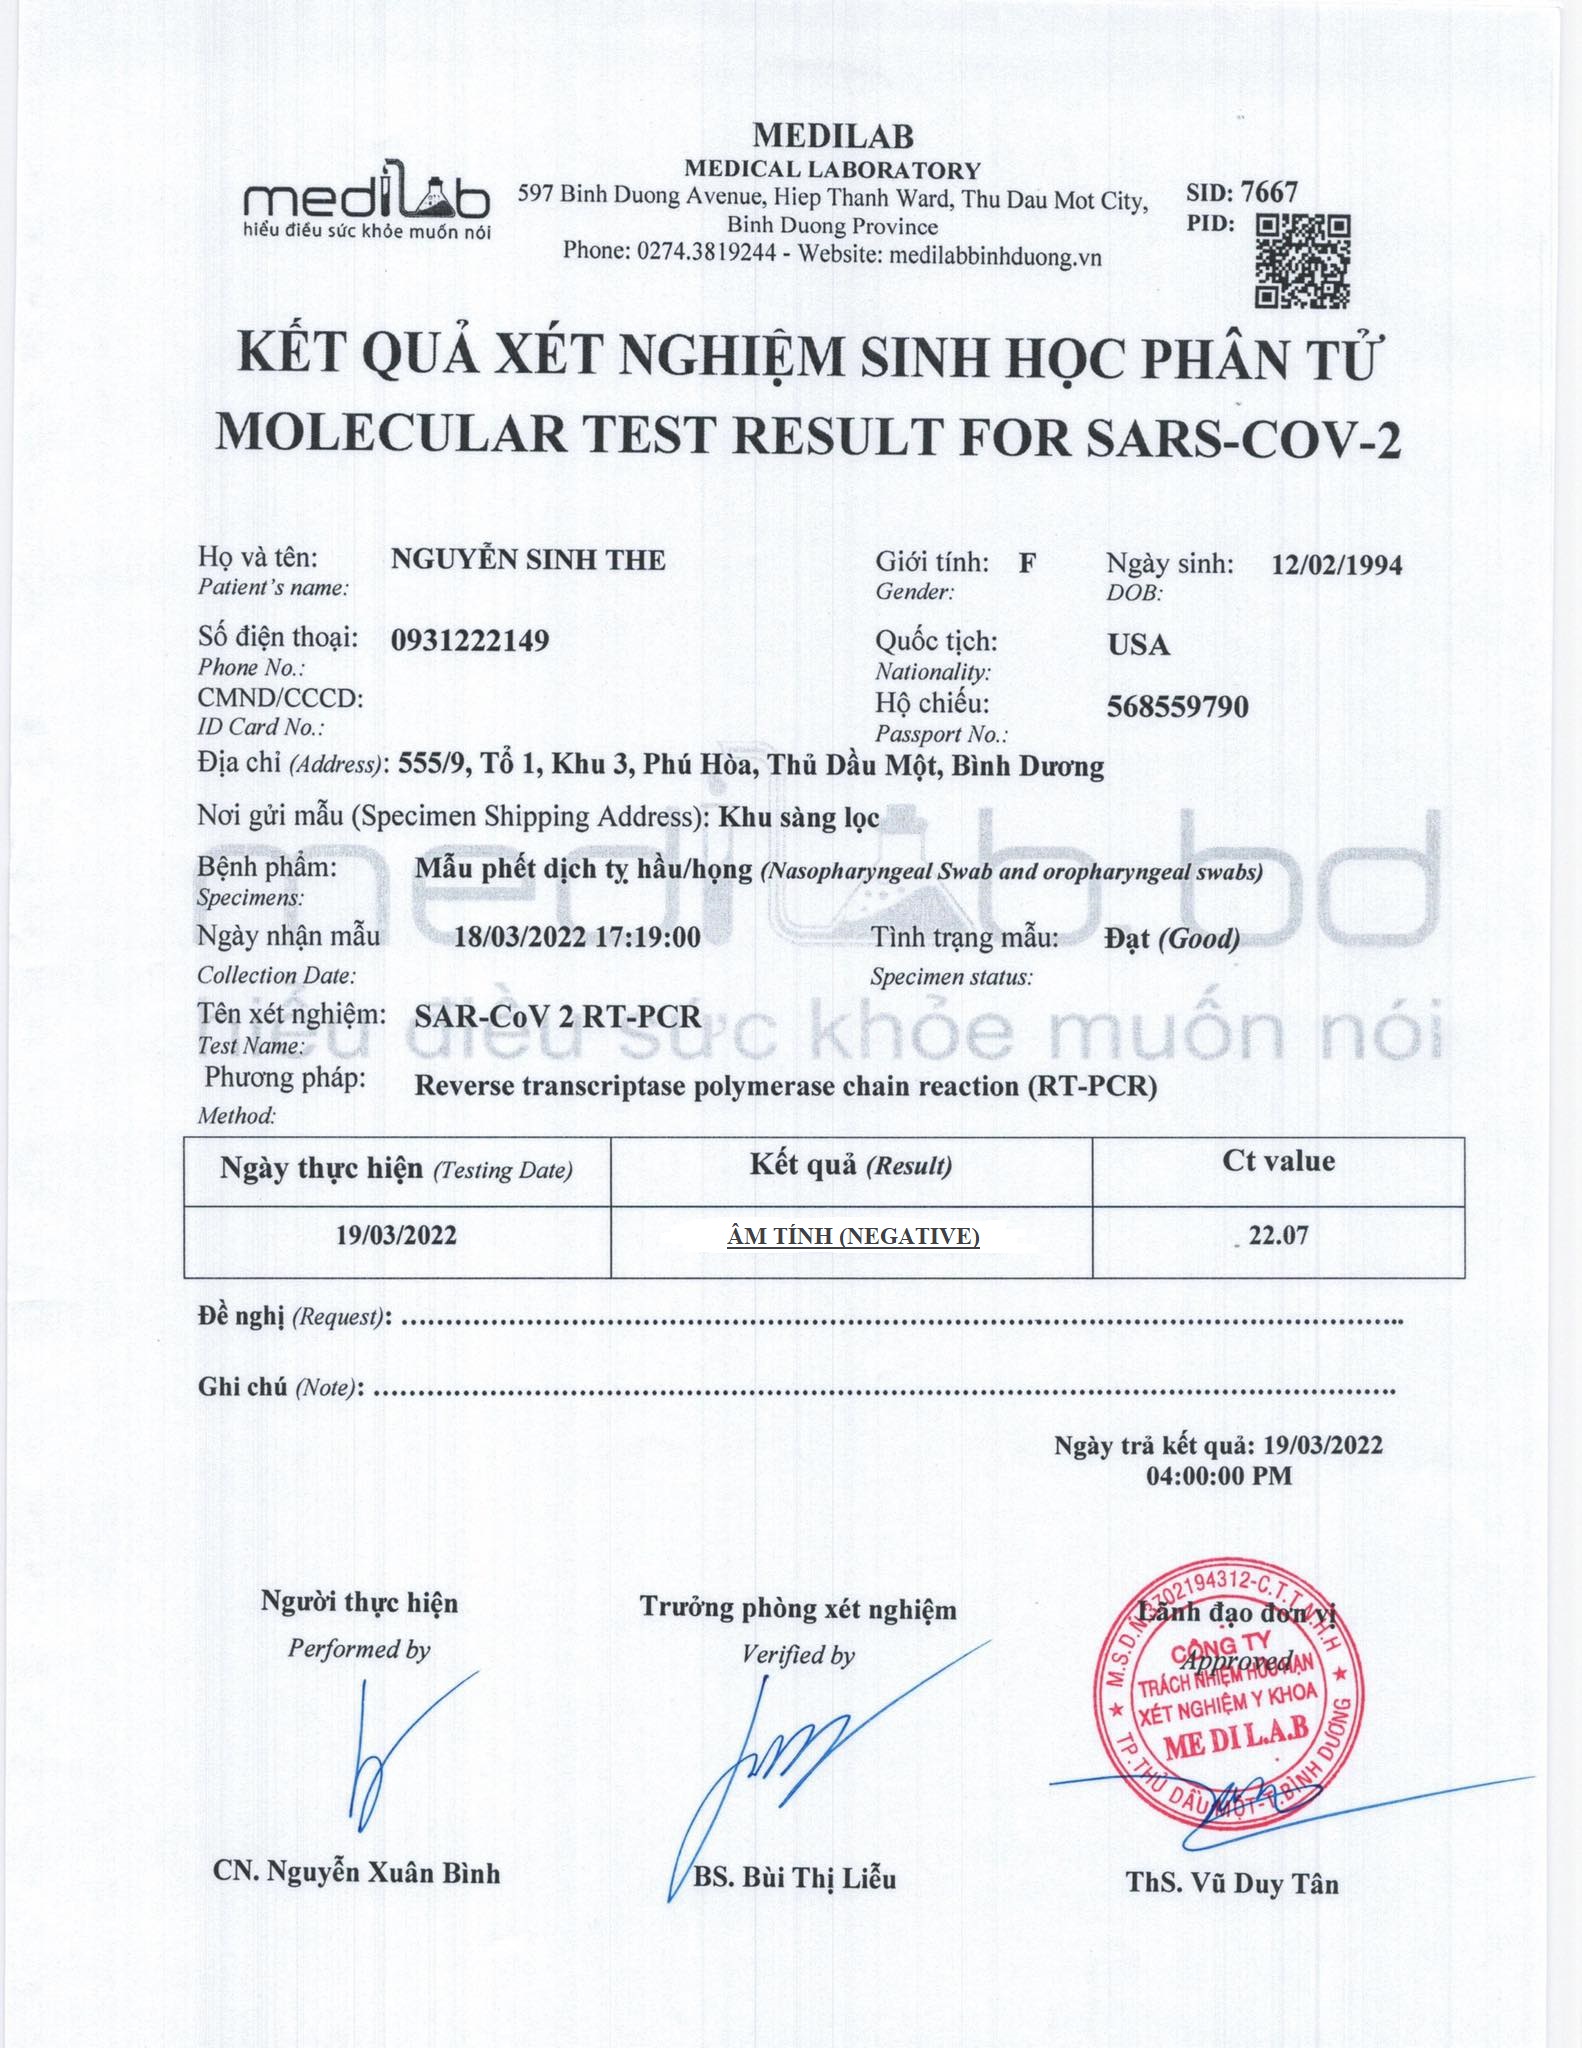 MEDILAB
MEDICAL LABORATORY
medilab
hiểu điều sức khỏe muốn nói
597 Binh Duong Avenue, Hiep Thanh Ward, Thu Dau Mot City,
Binh Duong Province
Phone: 0274.3819244 - Website: medilabbinhduong.vn
SID: 7667
PID:
KẾT QUẢ XÉT NGHIỆM SINH HỌC PHÂN TỬ
MOLECULAR TEST RESULT FOR SARS-COV-2
Họ và tên: NGUYỄN SINH THE Giới tính: F Ngày sinh: 12/02/1994
Patient's name: Gender: DOB:
Số điện thoại: 0931222149 Quốc tịch: USA
Phone No.: Nationality:
CMND/CCCD: Hộ chiếu: 568559790
ID Card No.: Passport No.:
Địa chỉ (Address): 555/9, Tổ 1, Khu 3, Phú Hòa, Thủ Dầu Một, Bình Dương
Nơi gửi mẫu (Specimen Shipping Address): Khu sàng lọc
medilab.bd
Bệnh phẩm: Mẫu phết dịch tỵ hầu/họng (Nasopharyngeal Swab and oropharyngeal swabs)
Specimens:
Ngày nhận mẫu 18/03/2022 17:19:00 Tình trạng mẫu: Đạt (Good)
Collection Date: Specimen status:
hiểu điều sức khỏe muốn nói
Tên xét nghiệm: SAR-CoV 2 RT-PCR
Test Name:
Phương pháp: Reverse transcriptase polymerase chain reaction (RT-PCR)
Method:
Ngày thực hiện (Testing Date) Kết quả (Result) Ct value
19/03/2022 ÂM TÍNH (NEGATIVE) 22.07
Đề nghị (Request): ........................................
Ghi chú (Note): ........................................
Ngày trả kết quả: 19/03/2022
04:00:00 PM
Người thực hiện Trưởng phòng xét nghiệm Lãnh đạo đơn vị
Performed by Verified by Approved
M.S.D.N:3702194312-C.T.T.N.H.H
CÔNG TY
TRÁCH NHIỆM HỮU HẠN
XÉT NGHIỆM Y KHOA
ME DI L.A.B
TP.THỦ DẦU MỘT-T.BÌNH DƯƠNG
CN. Nguyễn Xuân Bình BS. Bùi Thị Liễu ThS. Vũ Duy Tân